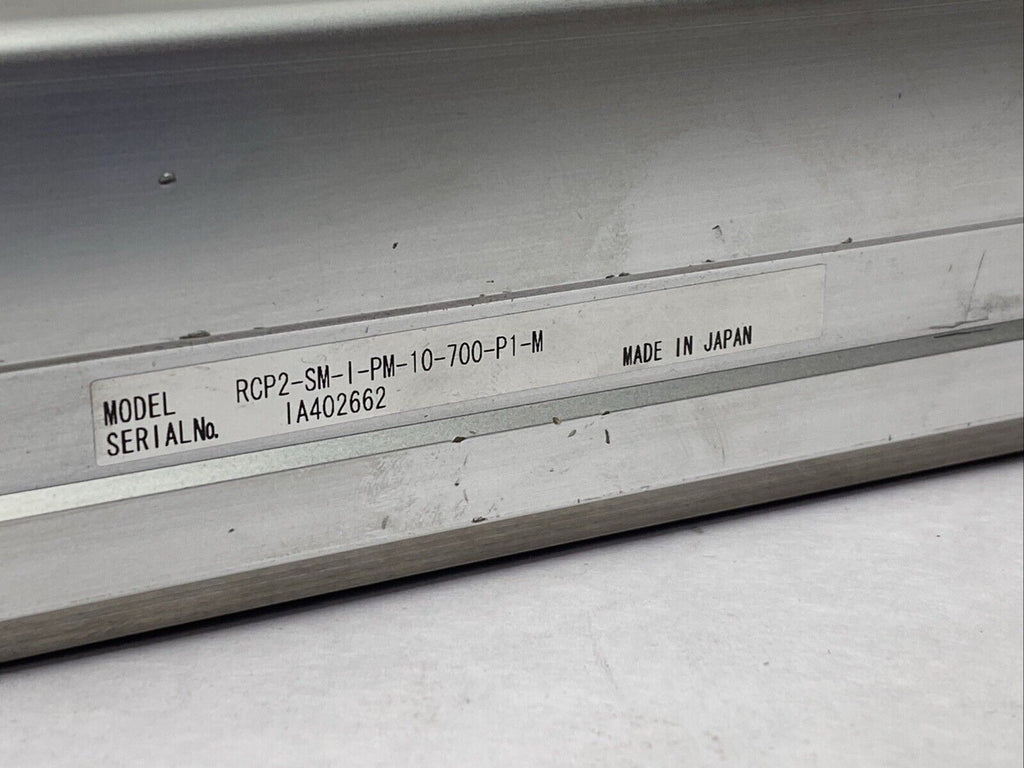 MODEL RCP2-SM-I-PM-10-700-P1-M
SERIALNo. IA402662 MADE IN JAPAN